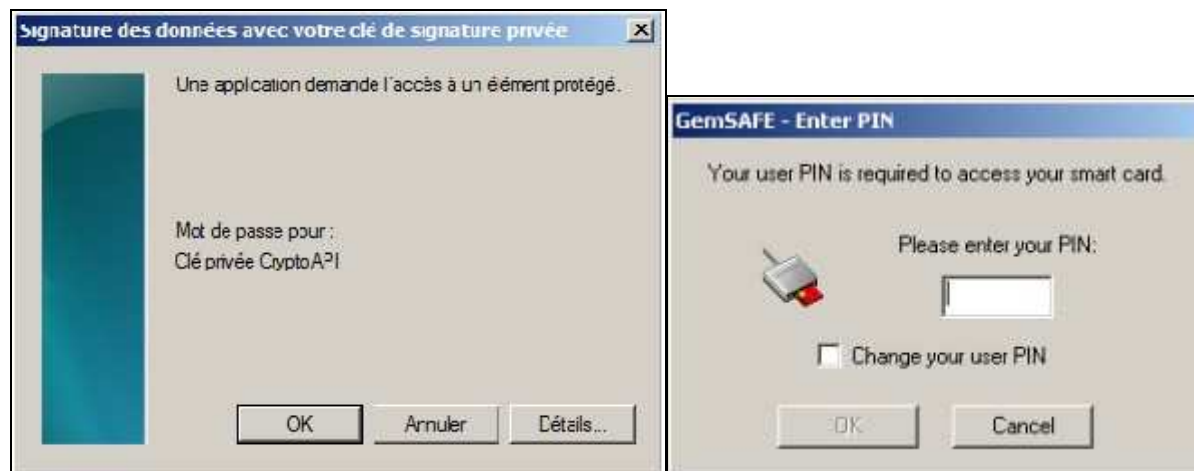 Signature des données avec votre clé de signature privée
Une application demande l'accès à un élément protégé.
Mot de passe pour :
Clé privée CryptoAPI
OK
Annuler
Détails...
GemSAFE - Enter PIN
Your user PIN is required to access your smart card.
Please enter your PIN:
Change your user PIN
OK
Cancel